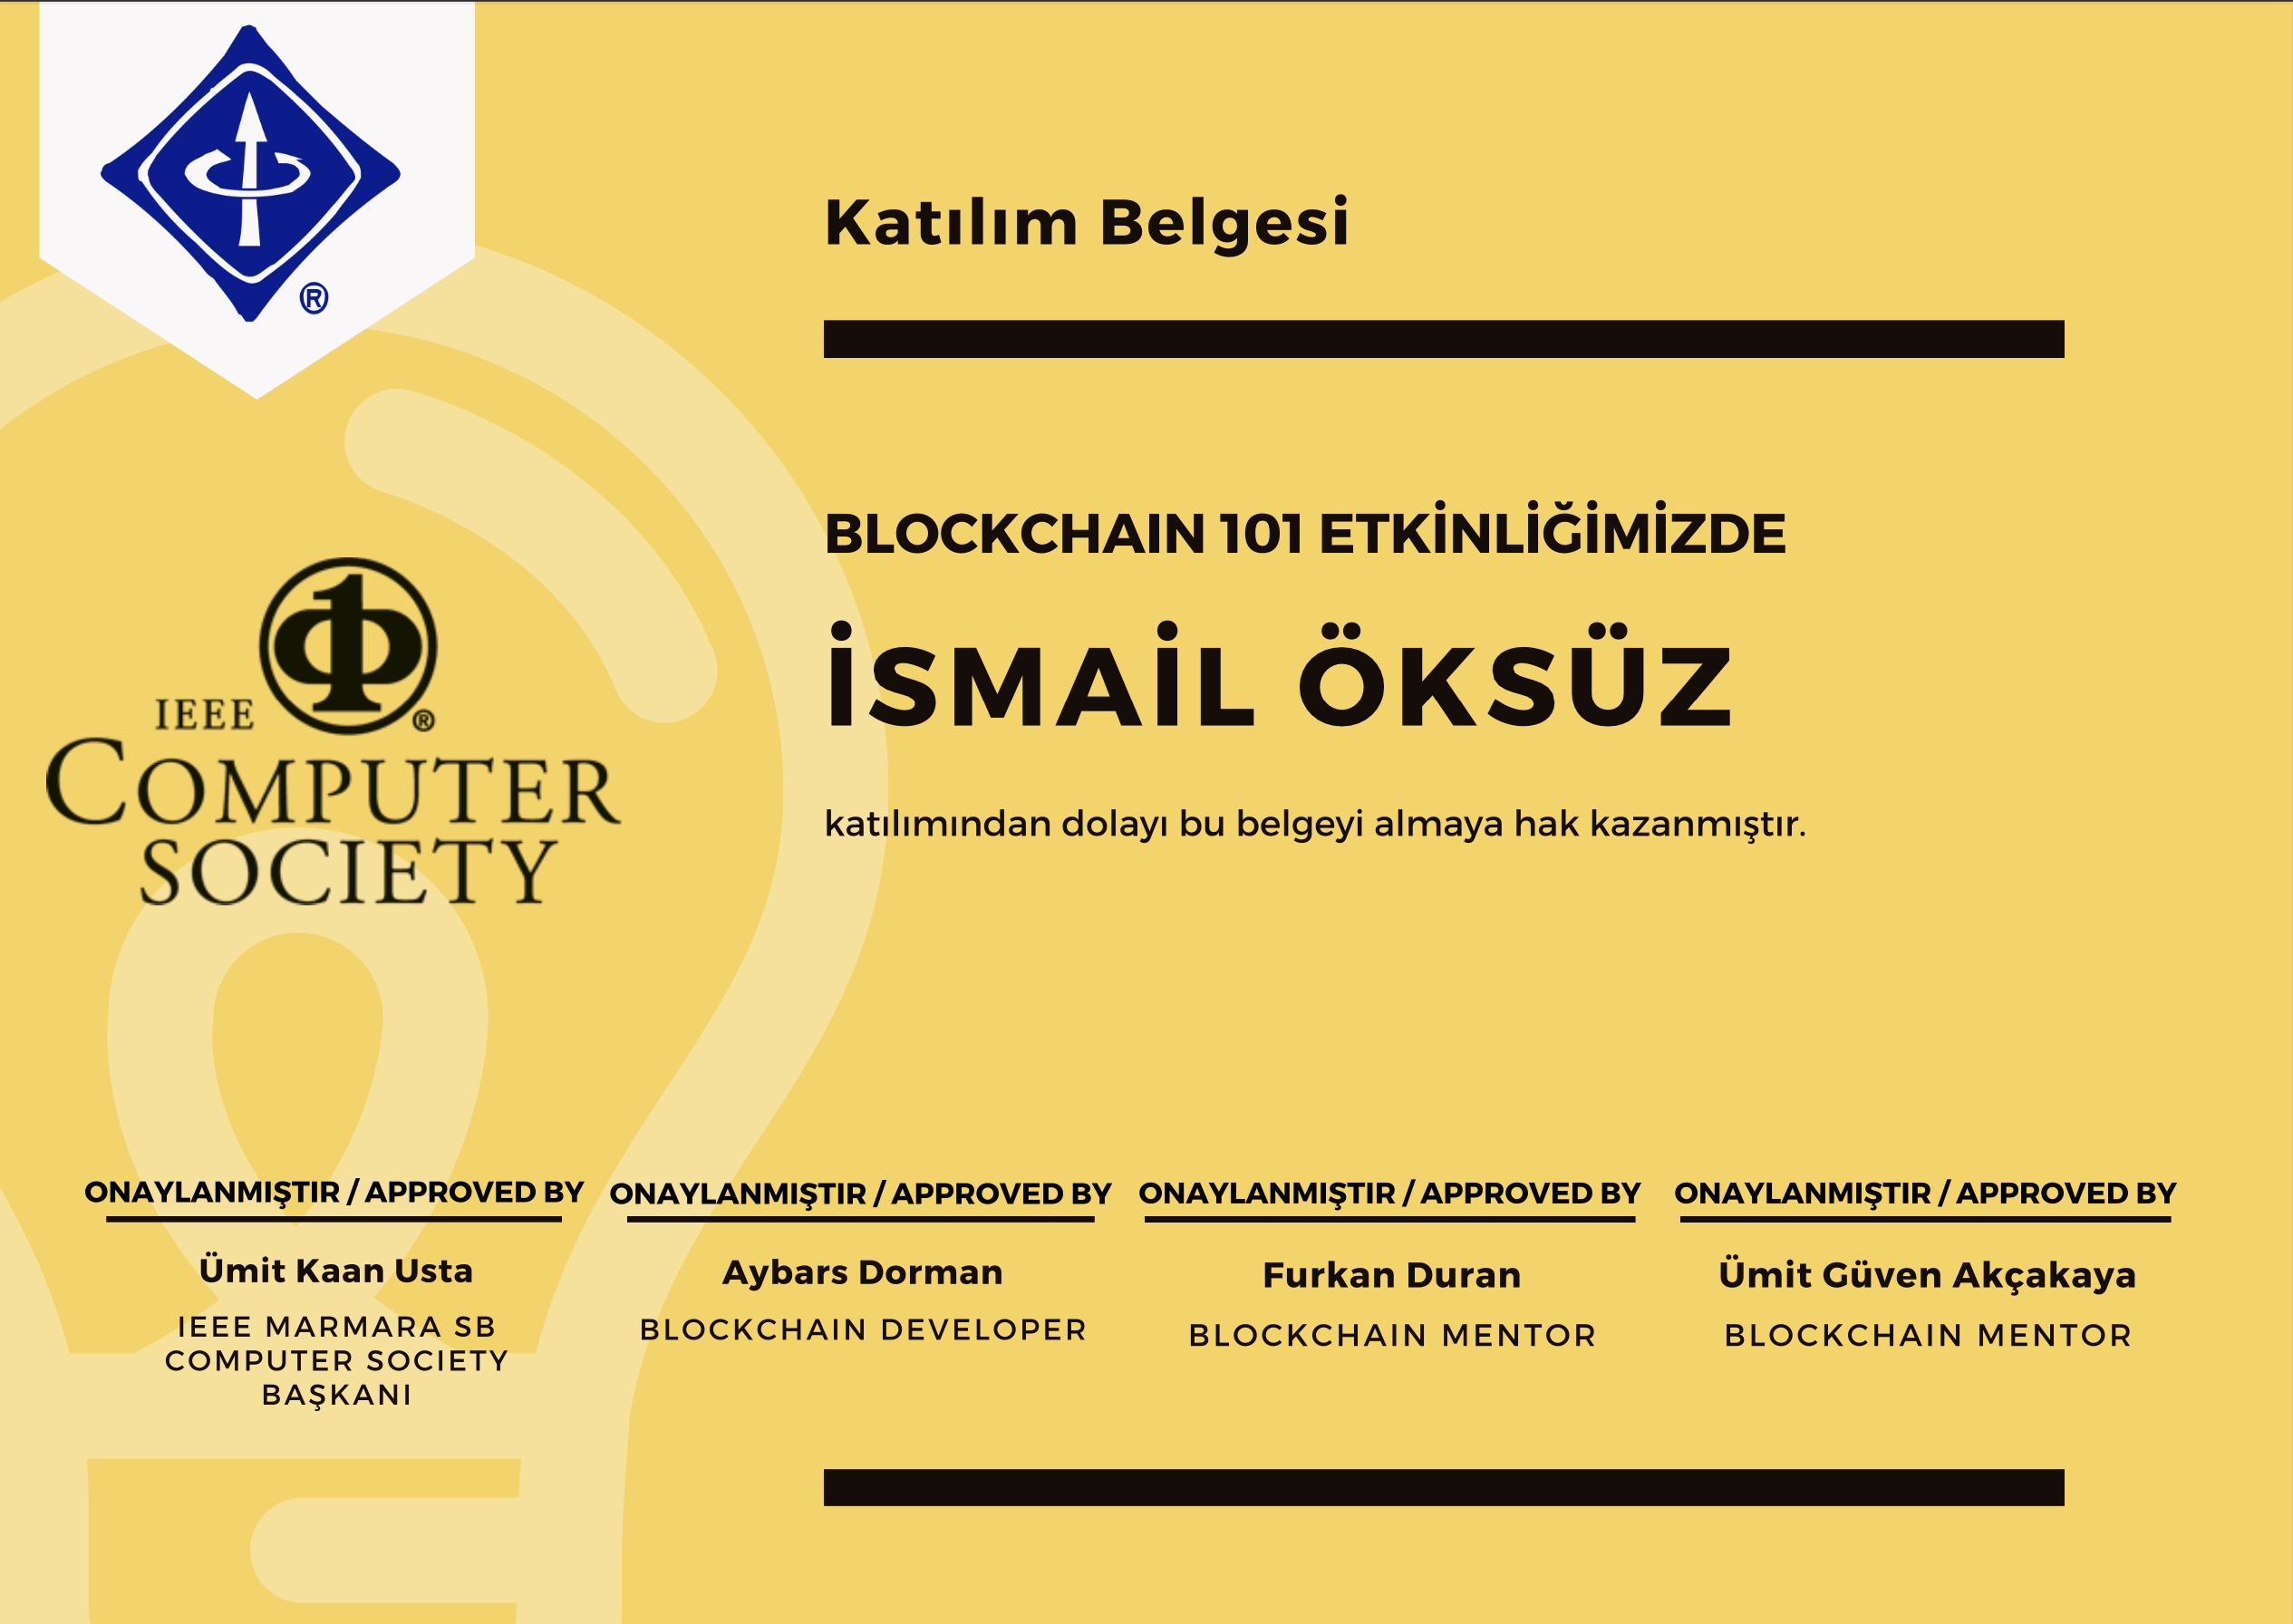 ®
Katılım Belgesi
BLOCKCHAIN 101 ETKİNLİĞİMİZDE
İSMAİL ÖKSÜZ
katılımından dolayı bu belgeyi almaya hak kazanmıştır.
IEEE ®
COMPUTER
SOCIETY
ONAYLANMIŞTIR / APPROVED BY
Ümit Kaan Usta
IEEE MARMARA SB
COMPUTER SOCIETY
BAŞKANI
ONAYLANMIŞTIR / APPROVED BY
Aybars Dorman
BLOCKCHAIN DEVELOPER
ONAYLANMIŞTIR / APPROVED BY
Furkan Duran
BLOCKCHAIN MENTOR
ONAYLANMIŞTIR / APPROVED BY
Ümit Güven Akçakaya
BLOCKCHAIN MENTOR